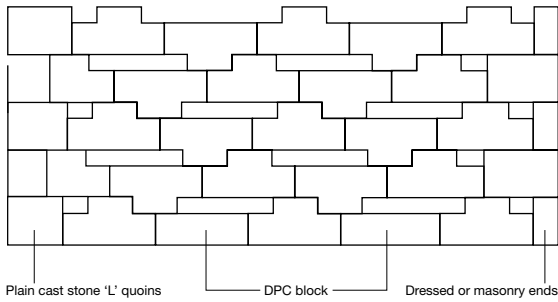 Plain cast stone ‘L’ quoins DPC block Dressed or masonry ends